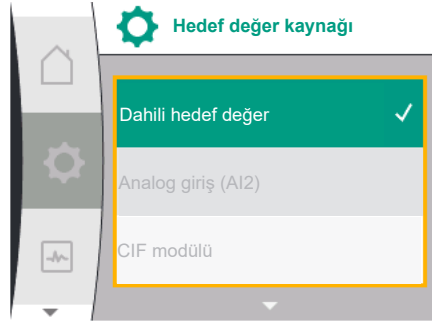 Hedef değer kaynağı
Dahili hedef değer
Analog giriş (AI2)
CIF modülü